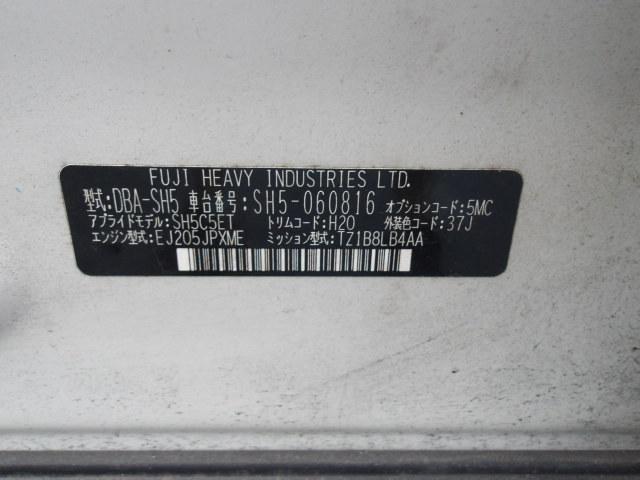 FUJI HEAVY INDUSTRIES LTD.
型式:DBA-SH5 車台番号:SH5-060816 オプションコード:5MC
アプライドモデル:SH5C5ET トリムコード:H20 外装色コード:37J
エンジン型式:EJ205JPXME ミッション型式:TZ1B8LB4AA